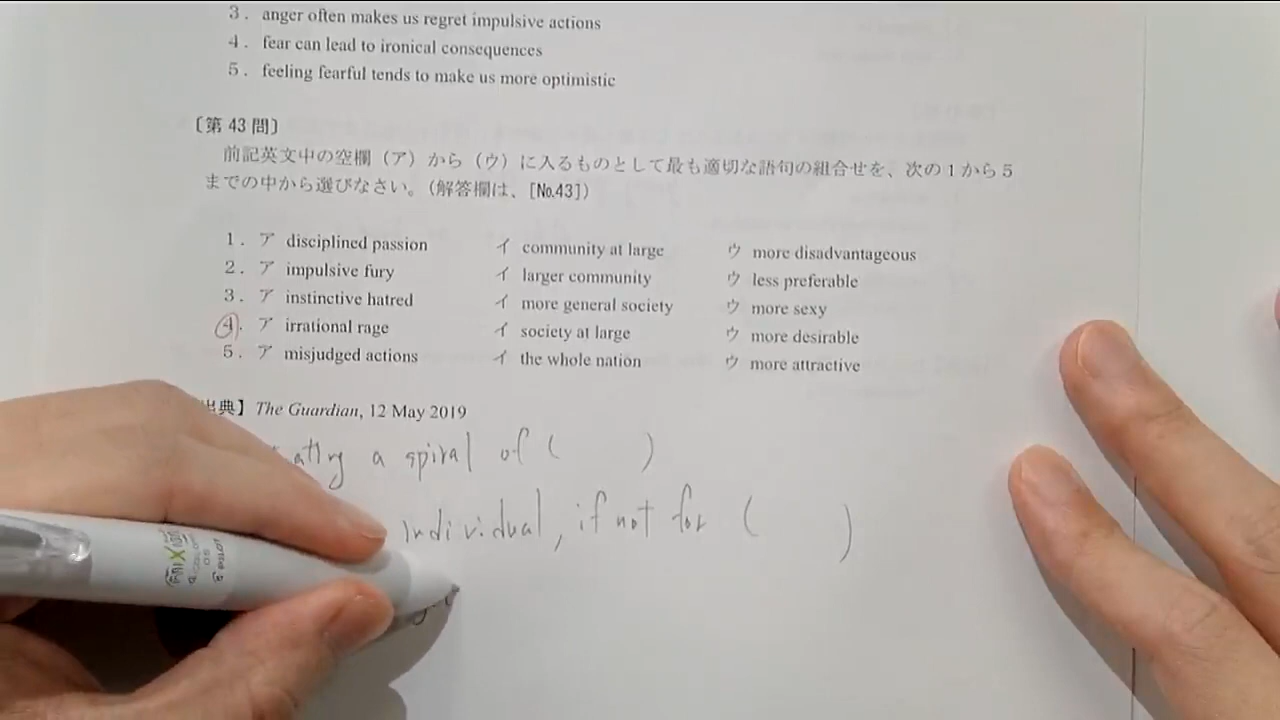 3. anger often makes us regret impulsive actions
4. fear can lead to ironical consequences
5. feeling fearful tends to make us more optimistic
〔第 43 問〕
前記英文中の空欄（ア）から（ウ）に入るものとして最も適切な語句の組合せを、次の1から5
までの中から選びなさい。（解答欄は、[No.43]）
1. ア disciplined passion イ community at large ウ more disadvantageous
2. ア impulsive fury イ larger community ウ less preferable
3. ア instinctive hatred イ more general society ウ more sexy
4. ア irrational rage イ society at large ウ more desirable
5. ア misjudged actions イ the whole nation ウ more attractive
典】 The Guardian, 12 May 2019
a spiral of ( )
individual, if not for ( )